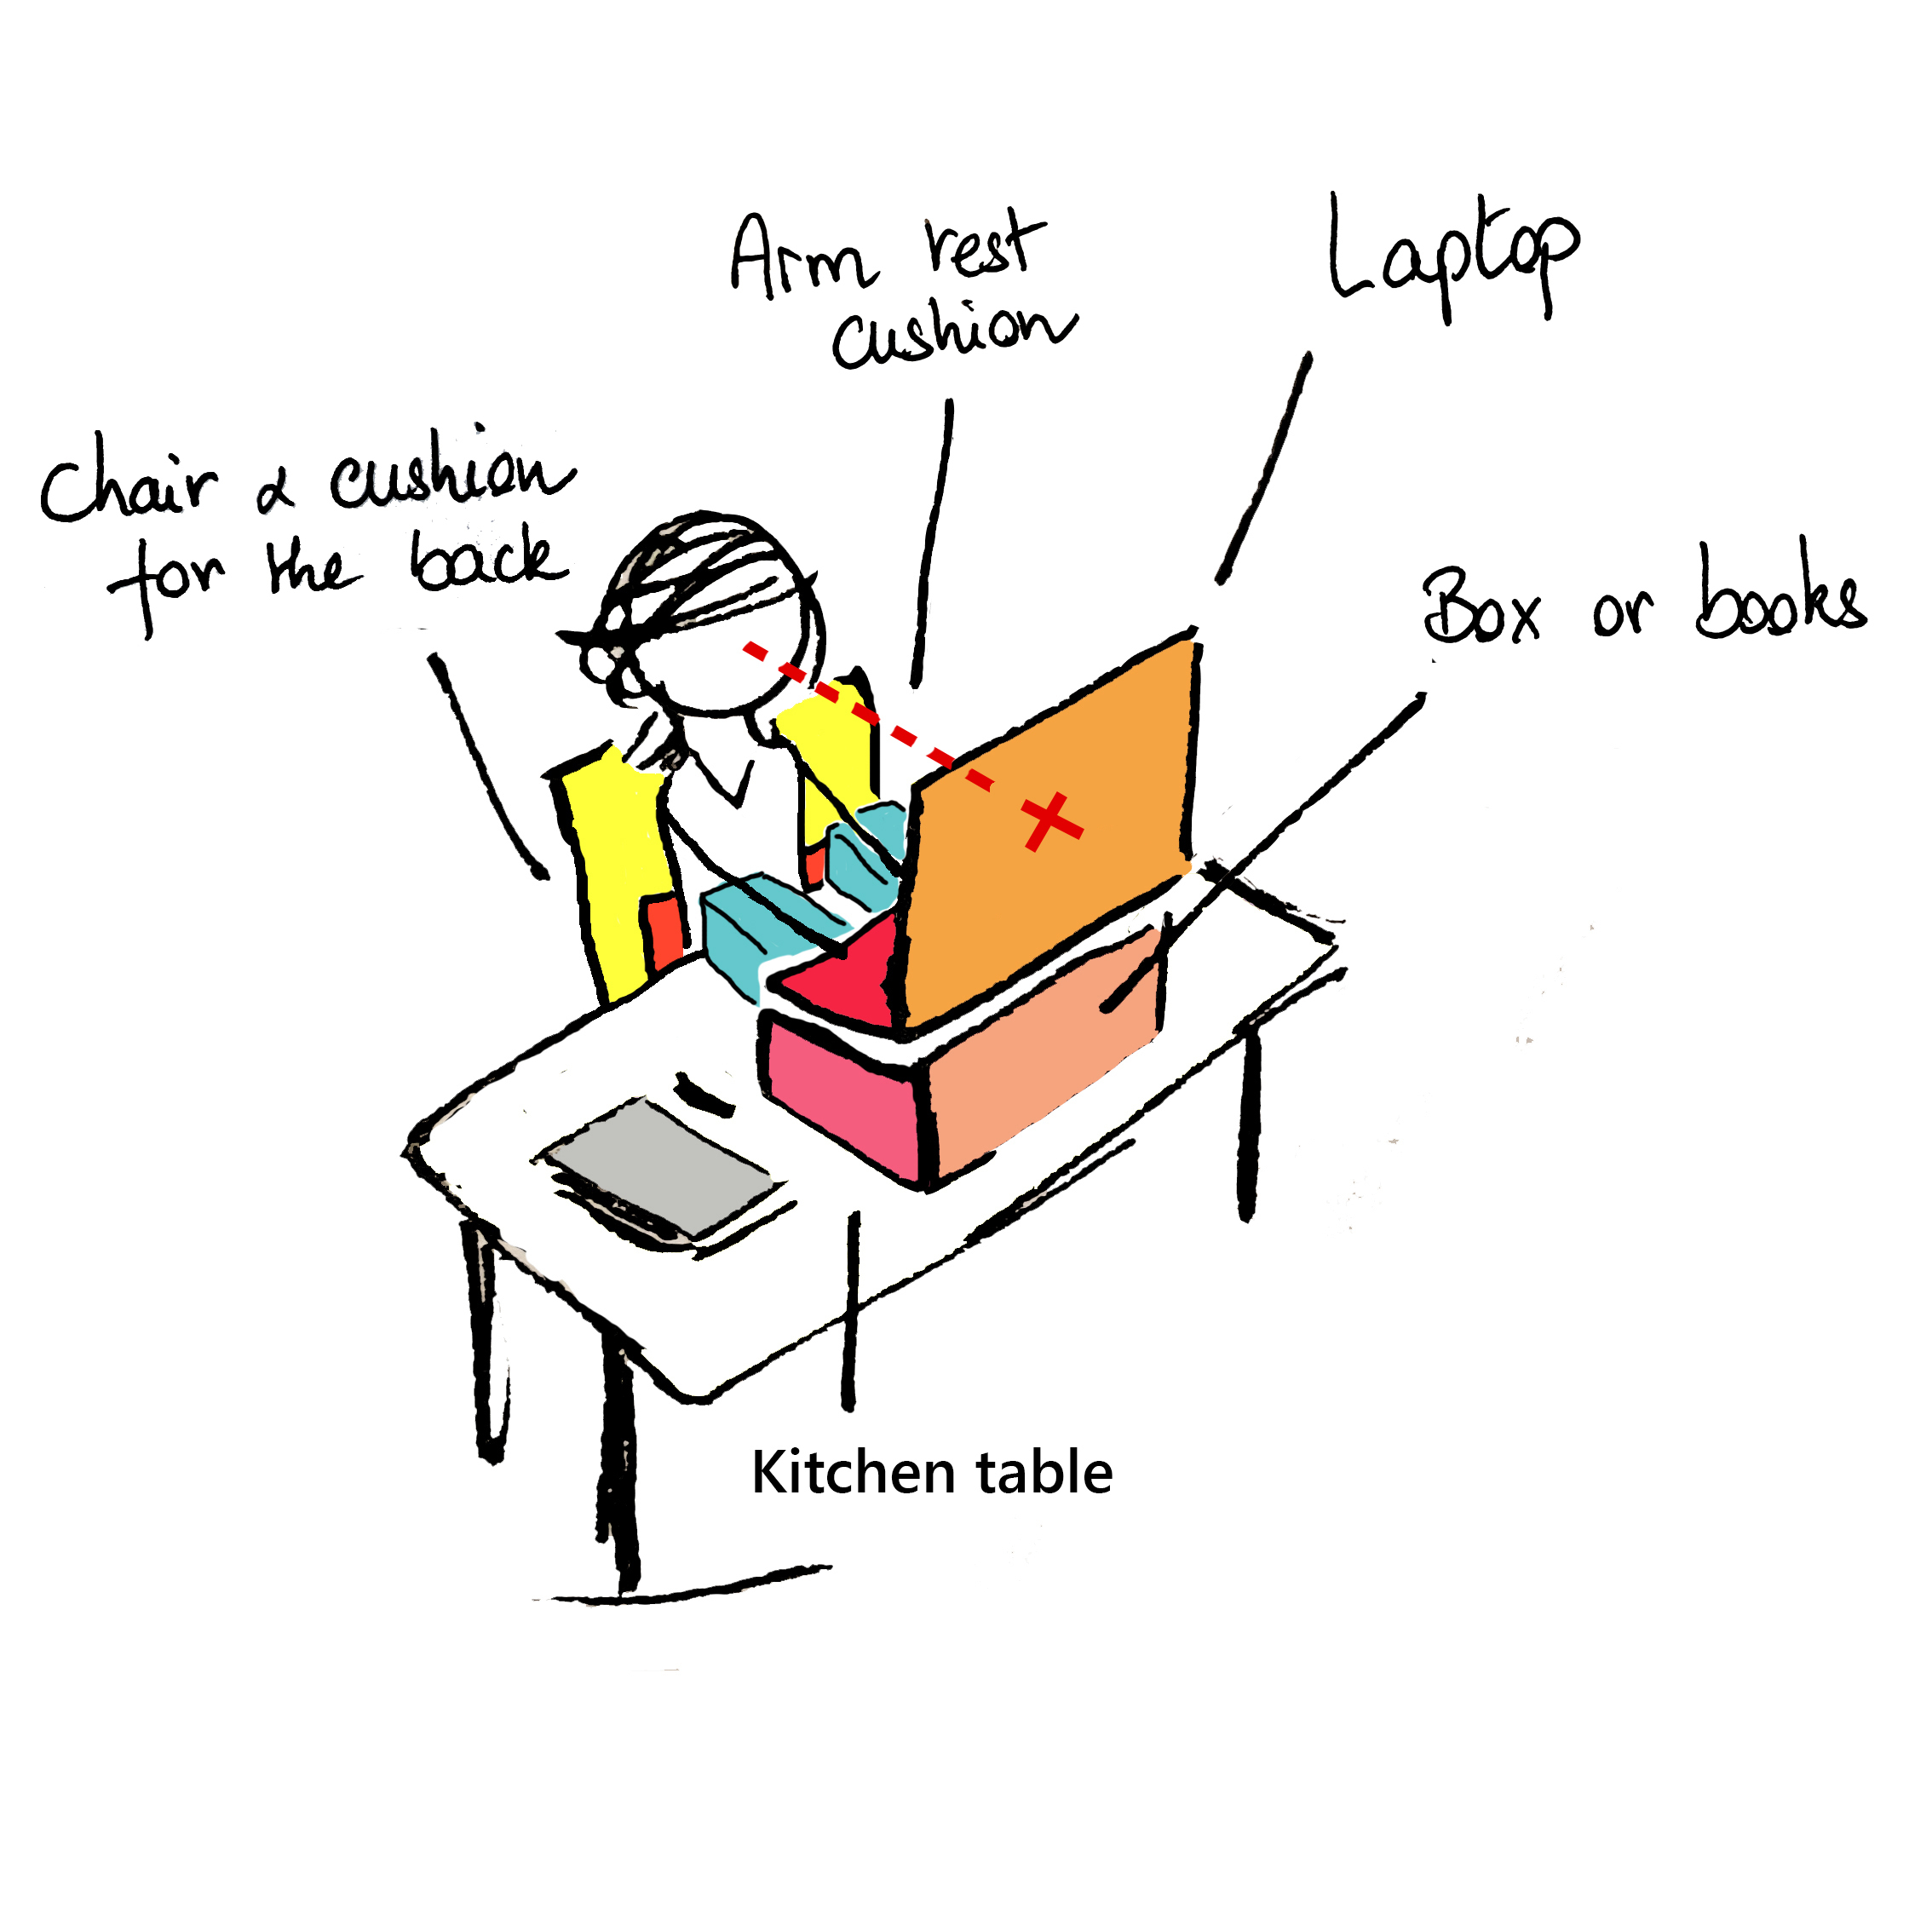 Arm rest
cushion
Laptop
Chair & cushion
for the back
Box or books
Kitchen table